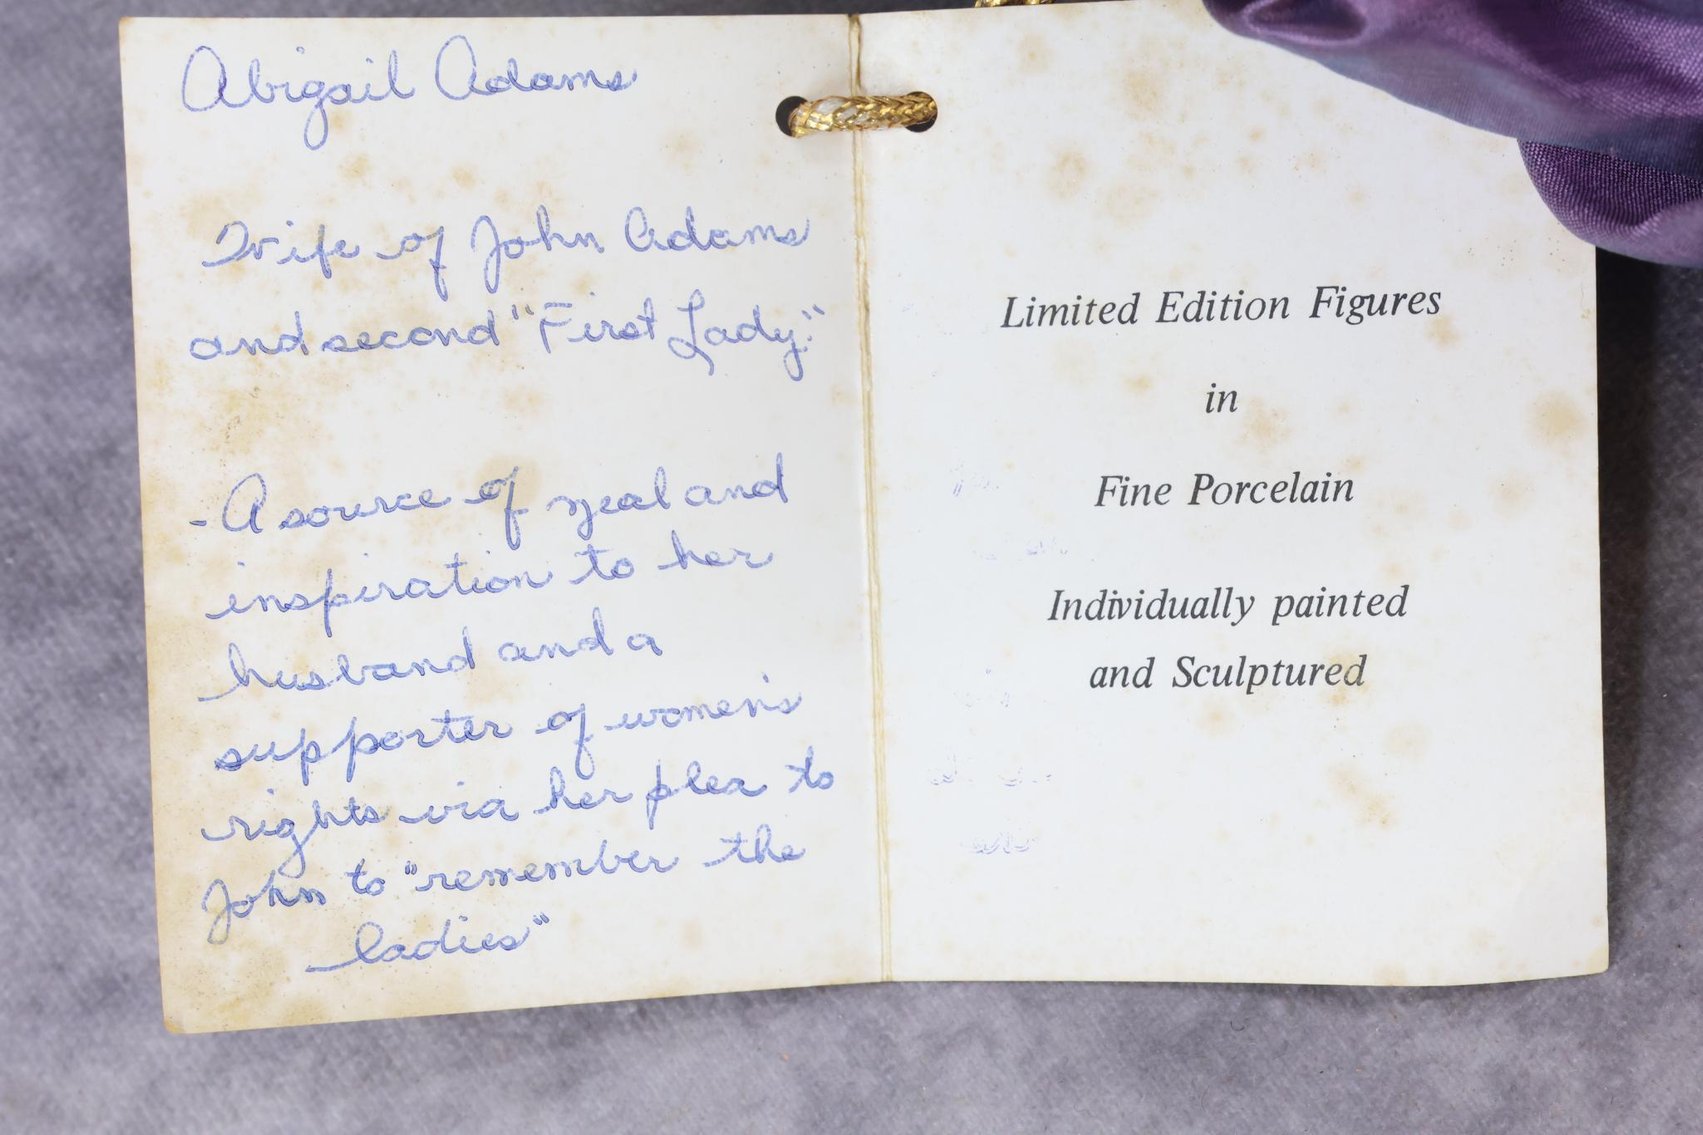 Abigail Adams
Wife of John Adams
and second "First Lady."
- A source of zeal and
inspiration to her
husband and a
supporter of women's
rights via her plea to
John to "remember the
ladies"
Limited Edition Figures
in
Fine Porcelain
Individually painted
and Sculptured